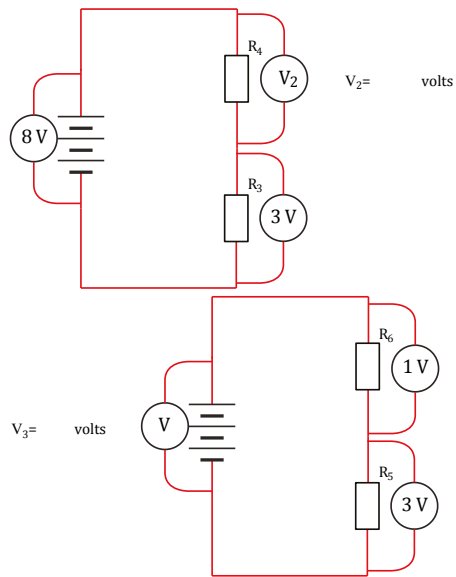 R₄
V₂
V₂= volts
8 V
R₃
3 V
R₆
1 V
V
V₃= volts
R₅
3 V